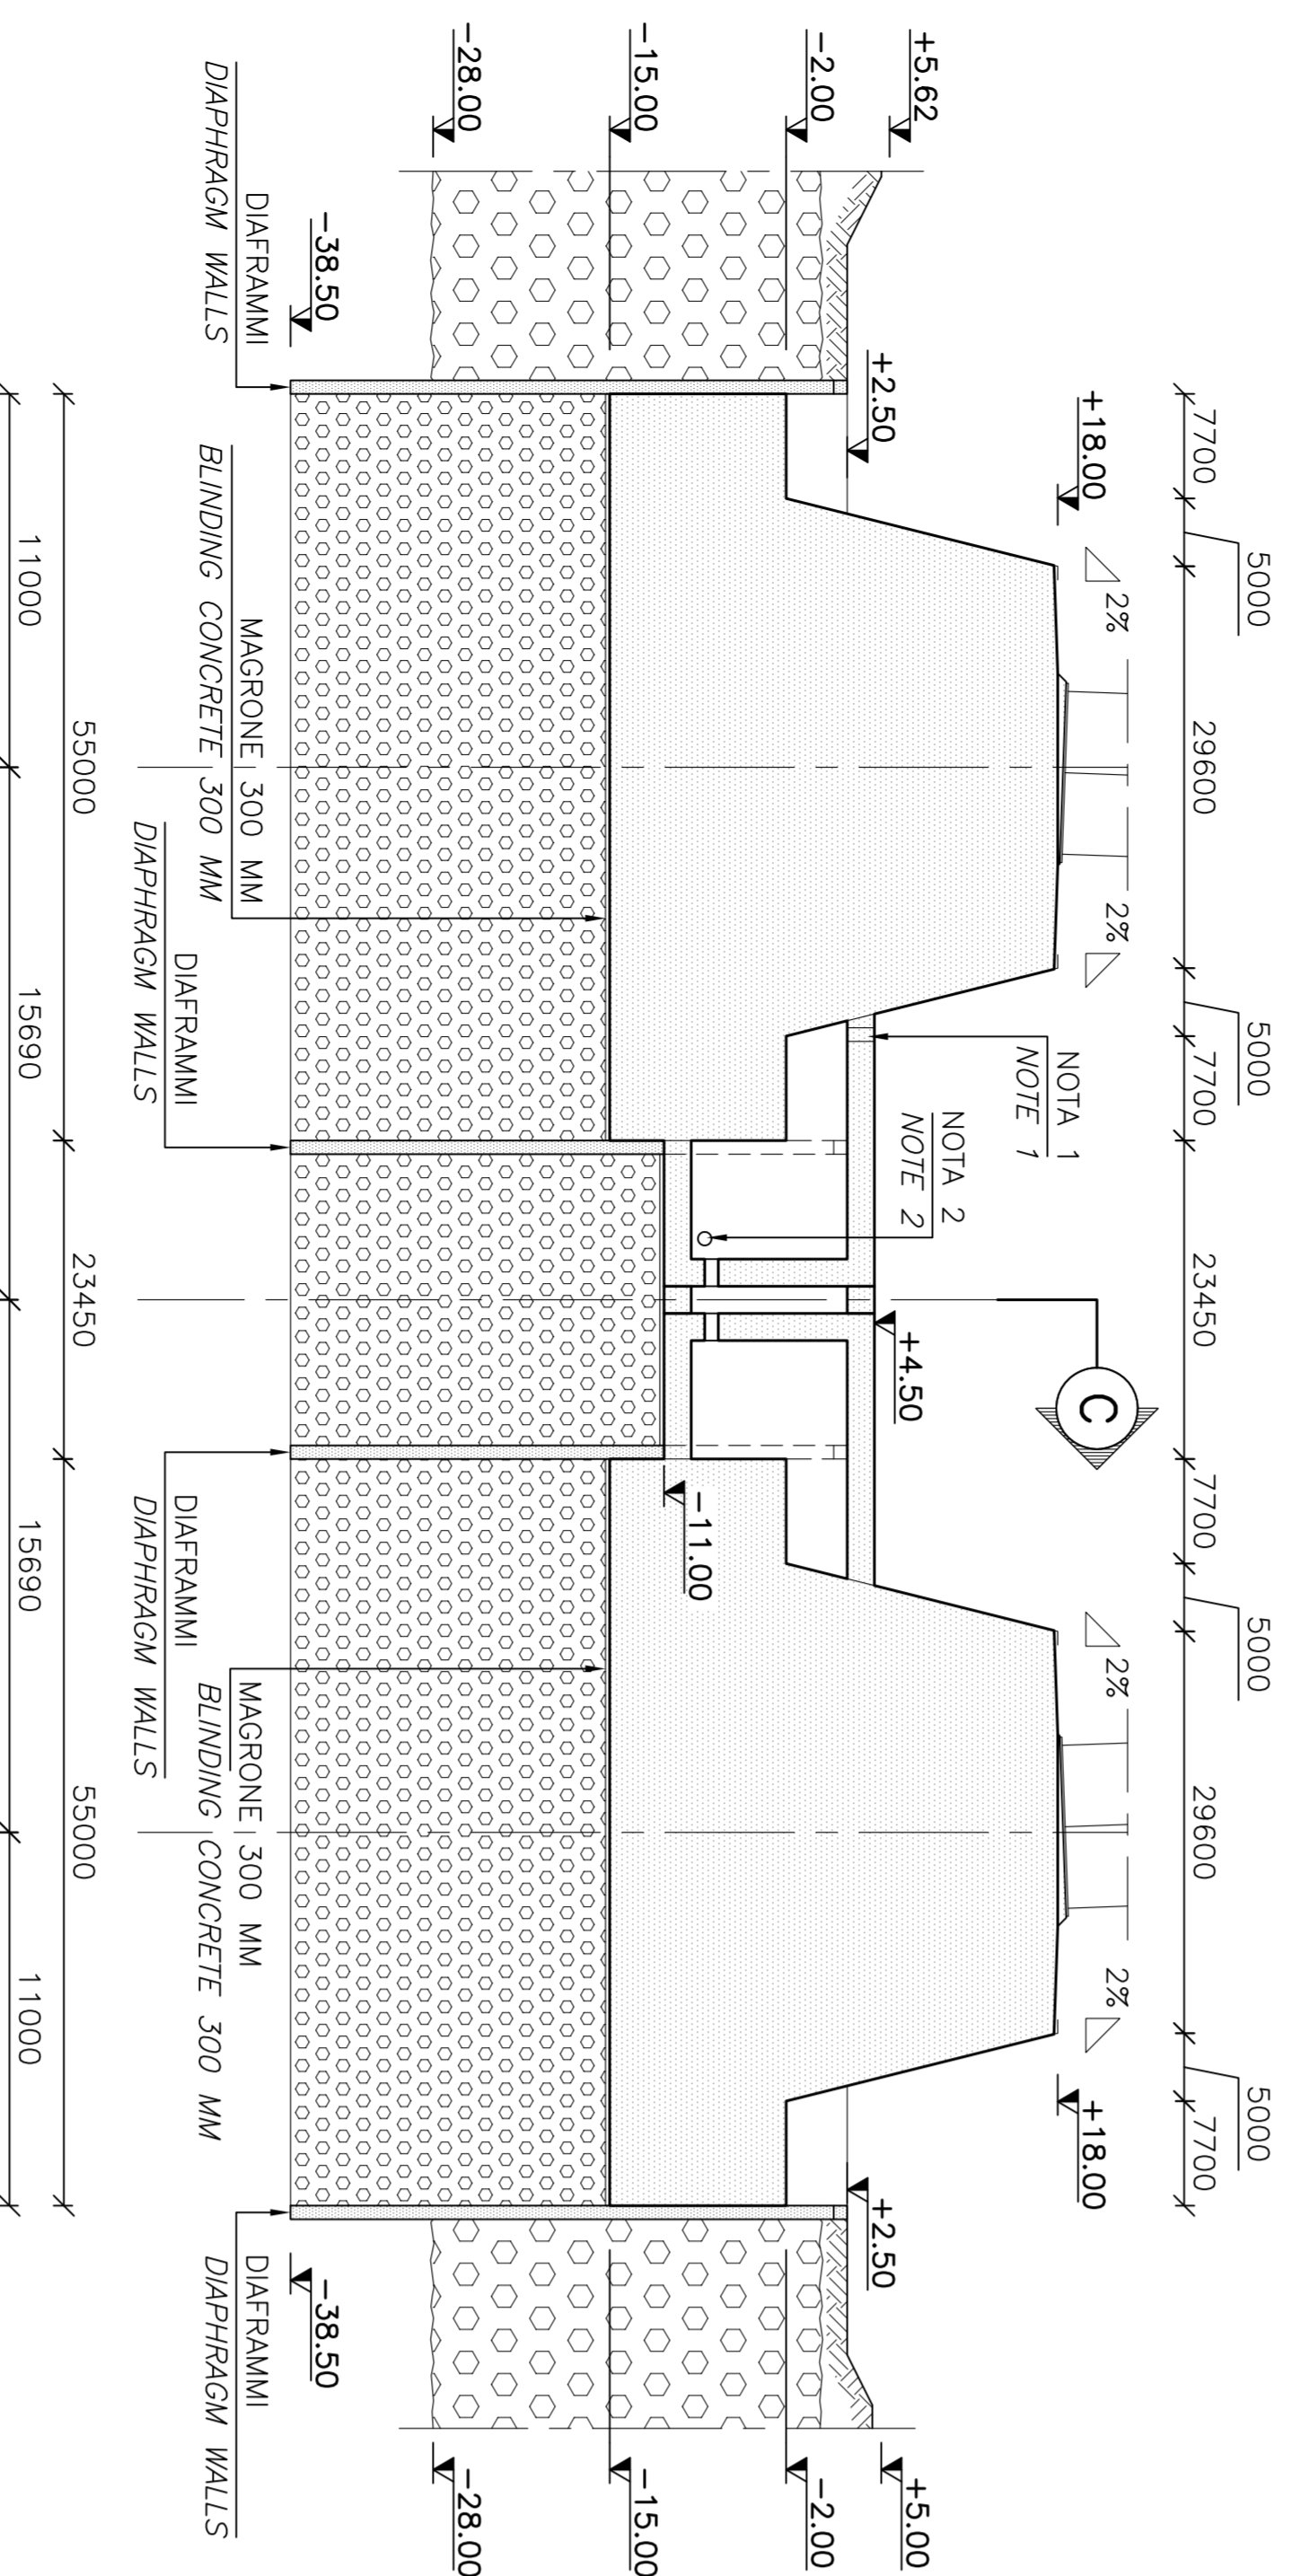 5000
5000
5000
5000
7700
29600
7700
23450
7700
29600
7700
+18.00
2%
2%
2%
2%
+18.00
NOTA 1
NOTE 1
C
+5.62
+2.50
NOTA 2
NOTE 2
+4.50
+2.50
+5.00
-2.00
-2.00
-15.00
-11.00
-15.00
-28.00
-28.00
-38.50
-38.50
DIAFRAMMI
DIAPHRAGM WALLS
MAGRONE 300 MM
BLINDING CONCRETE 300 MM
DIAFRAMMI
DIAPHRAGM WALLS
DIAFRAMMI
DIAPHRAGM WALLS
MAGRONE 300 MM
BLINDING CONCRETE 300 MM
DIAFRAMMI
DIAPHRAGM WALLS
55000
23450
55000
11000
15690
15690
11000